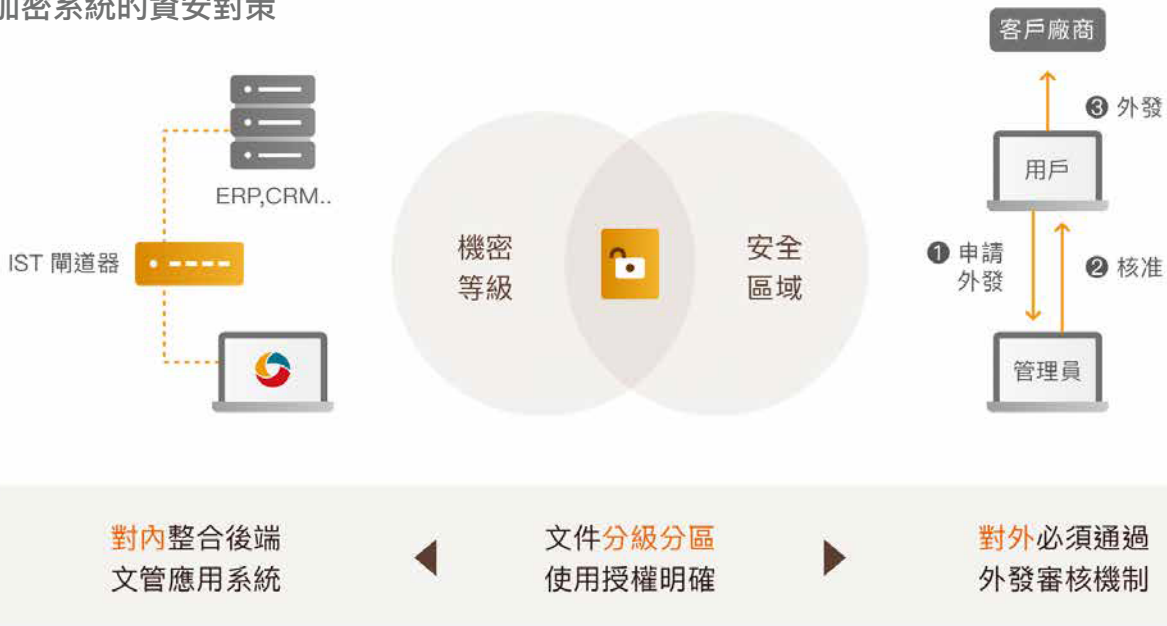 加密系統的資安對策
客戶廠商
❸ 外發
用戶
ERP,CRM..
IST 閘道器
機密
等級
安全
區域
❶ 申請
外發
❷ 核准
管理員
對內整合後端
文管應用系統
文件分級分區
使用授權明確
對外必須通過
外發審核機制